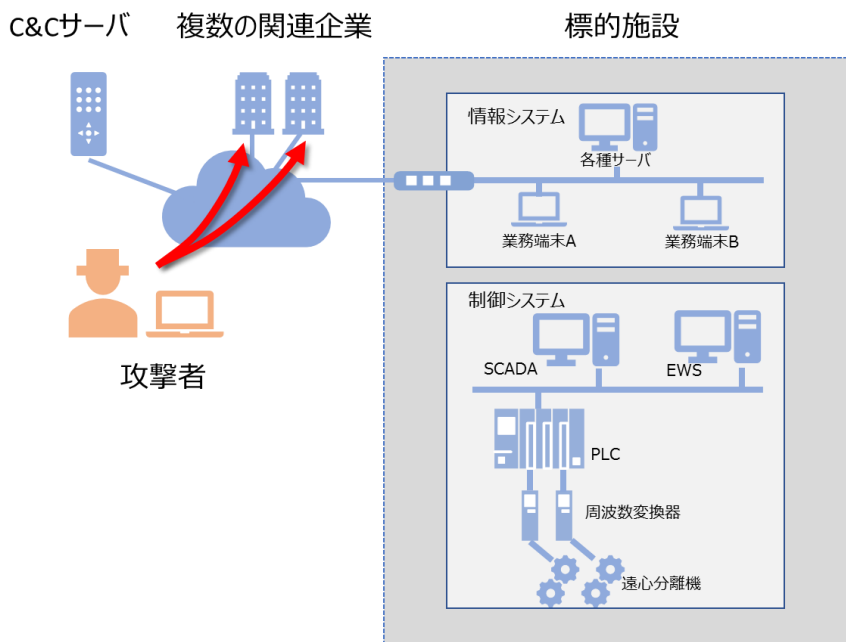 C&Cサーバ
複数の関連企業
標的施設
情報システム
各種サーバ
業務端末A
業務端末B
攻撃者
制御システム
SCADA
EWS
PLC
周波数変換器
遠心分離機